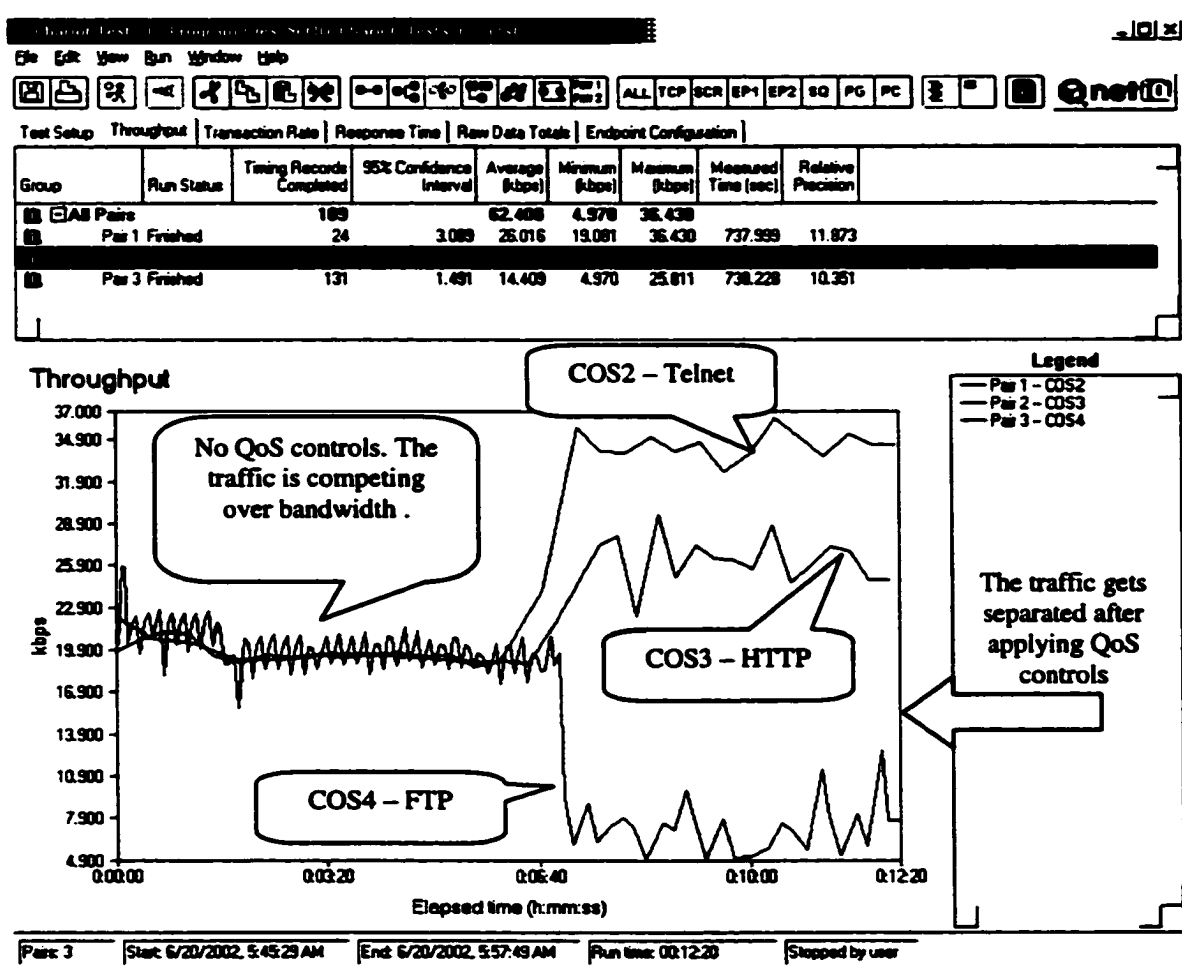 File Edit View Run Window Help
ALL TCP SCR EP1 EP2 SQ PG PC
Qnetiq
Test Setup Throughput Transaction Rate Response Time Raw Data Totals Endpoint Configuration
Group Run Status Timing Records Completed 95% Confidence Interval Average (kbps) Minimum (kbps) Maximum (kbps) Measured Time (sec) Relative Precision
All Pairs 189 62.408 4.970 36.430
Pair 1 Finished 24 3.089 26.016 19.081 36.430 737.999 11.873
Pair 3 Finished 131 1.491 14.409 4.970 25.811 738.228 10.351
Throughput
COS2 – Telnet
Legend
Pair 1 – COS2
Pair 2 – COS3
Pair 3 – COS4
No QoS controls. The
traffic is competing
over bandwidth .
37.000
34.900
31.900
28.900
25.900
22.900
19.900
16.900
13.900
10.900
7.900
4.900
kbps
COS3 – HTTP
The traffic gets
separated after
applying QoS
controls
COS4 – FTP
0:00:00 0:03:20 0:06:40 0:10:00 0:12:20
Elapsed time (h:mm:ss)
Pairs: 3 Start: 6/20/2002, 5:45:29 AM End: 6/20/2002, 5:57:49 AM Run time: 00:12:20 Stopped by user